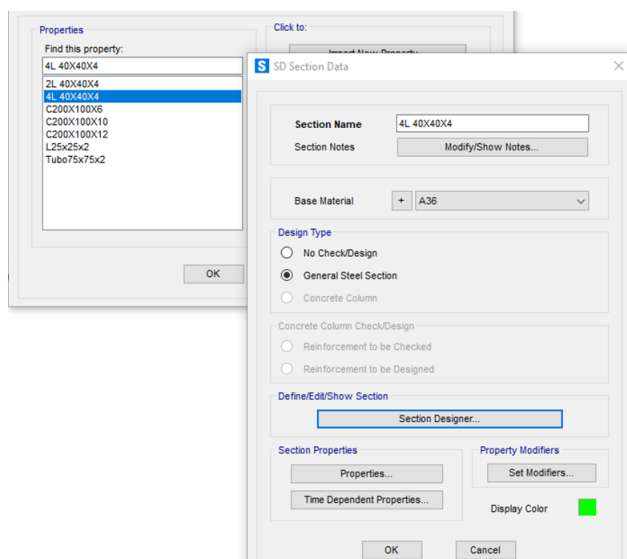 Properties
Find this property:
4L 40X40X4
2L 40X40X4
4L 40X40X4
C200X100X6
C200X100X10
C200X100X12
L25x25x2
Tubo75x75x2
OK
Click to:
Import New Property...
S SD Section Data
Section Name 4L 40X40X4
Section Notes Modify/Show Notes...
Base Material + A36
Design Type
No Check/Design
General Steel Section
Concrete Column
Concrete Column Check/Design
Reinforcement to be Checked
Reinforcement to be Designed
Define/Edit/Show Section
Section Designer...
Section Properties
Properties...
Time Dependent Properties...
Property Modifiers
Set Modifiers...
Display Color
OK Cancel